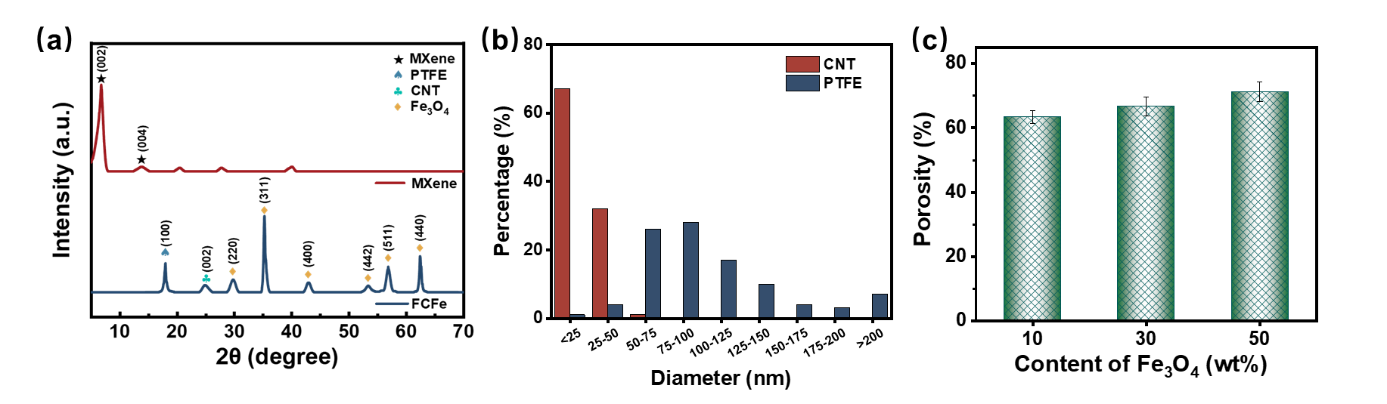 (a)
(002)
(004)
MXene
PTFE
CNT
Fe3O4
MXene
(100)
(002)
(220)
(311)
(400)
(442)
(511)
(440)
FCFe
Intensity (a.u.)
10 20 30 40 50 60 70
2θ (degree)
(b)
CNT
PTFE
Percentage (%)
80
60
40
20
0
<25 25-50 50-75 75-100 100-125 125-150 150-175 175-200 >200
Diameter (nm)
(c)
Porosity (%)
80
60
40
20
0
10 30 50
Content of Fe3O4 (wt%)